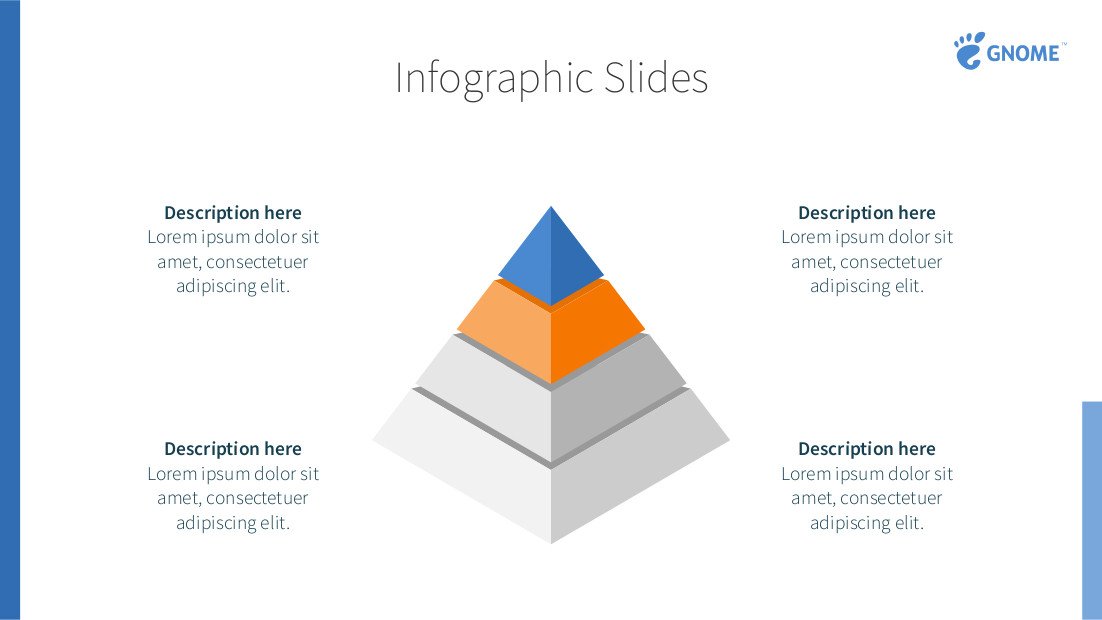 GNOME™
Infographic Slides
Description here
Lorem ipsum dolor sit
amet, consectetuer
adipiscing elit.
Description here
Lorem ipsum dolor sit
amet, consectetuer
adipiscing elit.
Description here
Lorem ipsum dolor sit
amet, consectetuer
adipiscing elit.
Description here
Lorem ipsum dolor sit
amet, consectetuer
adipiscing elit.